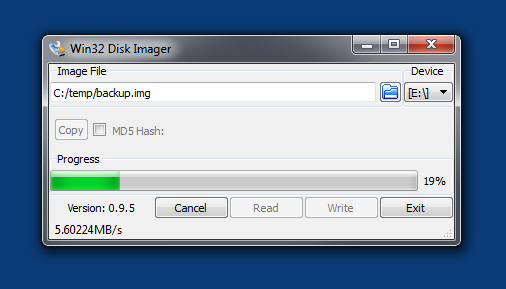 Win32 Disk Imager
Image File Device
C:/temp/backup.img [E:\]
Copy MD5 Hash:
Progress
19%
Version: 0.9.5 Cancel Read Write Exit
5.60224MB/s